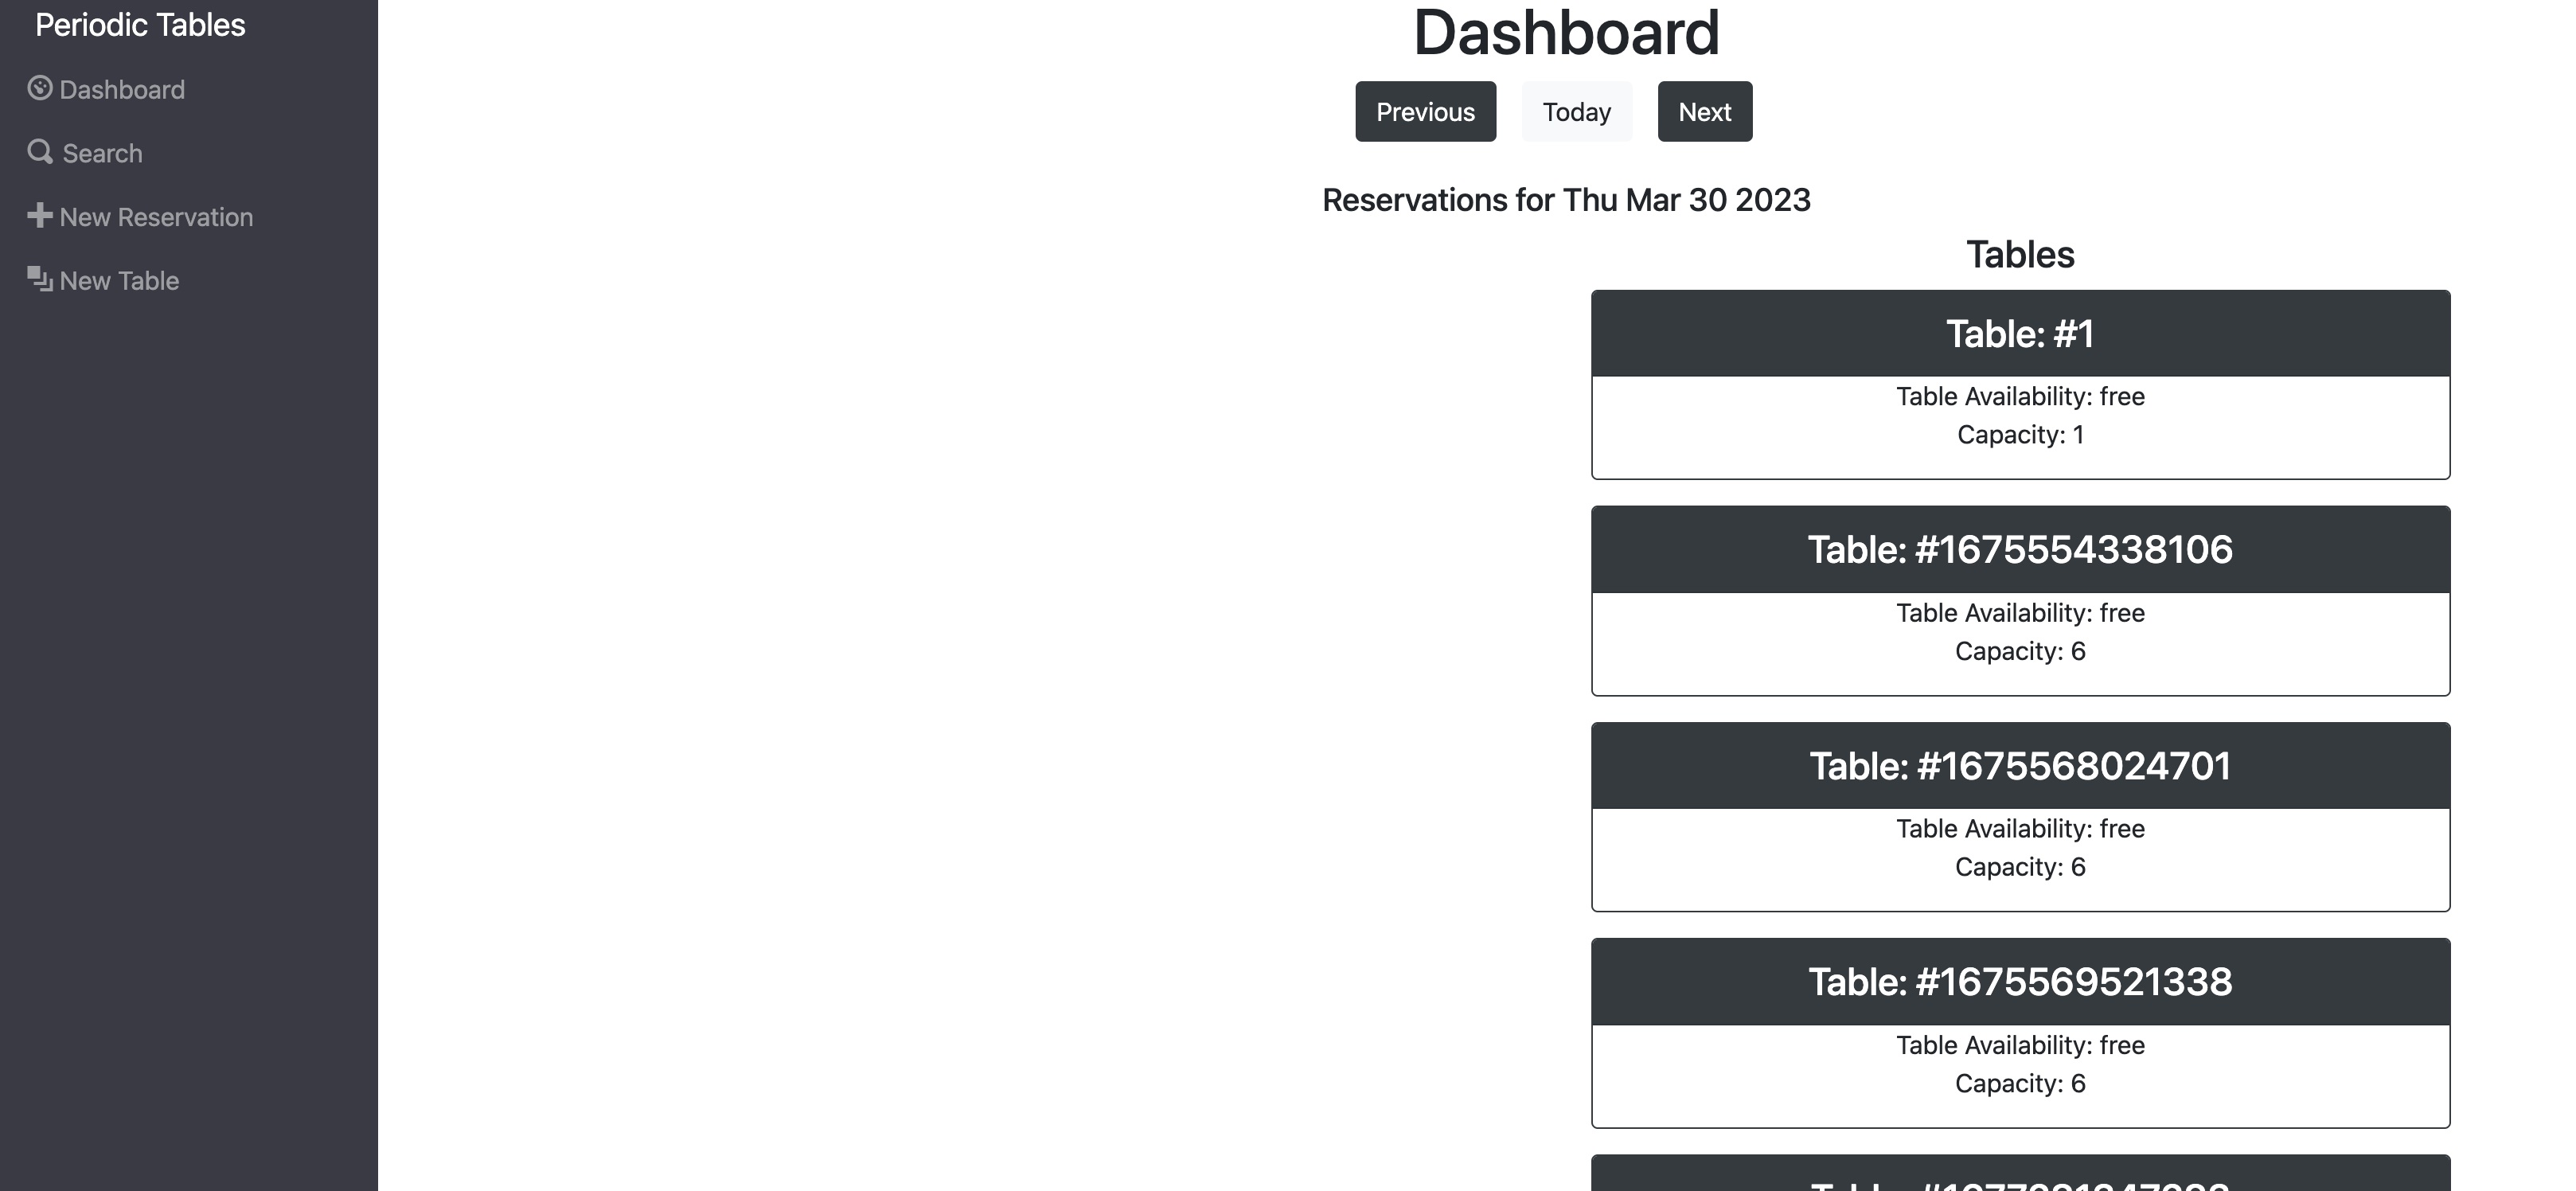 Periodic Tables
Dashboard
Search
New Reservation
New Table
Dashboard
Previous Today Next
Reservations for Thu Mar 30 2023
Tables
Table: #1
Table Availability: free
Capacity: 1
Table: #1675554338106
Table Availability: free
Capacity: 6
Table: #1675568024701
Table Availability: free
Capacity: 6
Table: #1675569521338
Table Availability: free
Capacity: 6